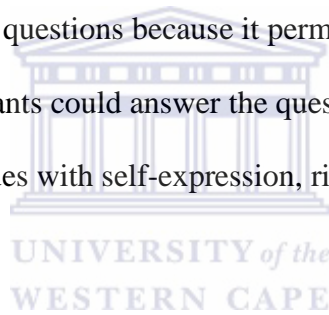 questions because it perm
ants could answer the ques
es with self-expression, ri
UNIVERSITY of the
WESTERN CAPE